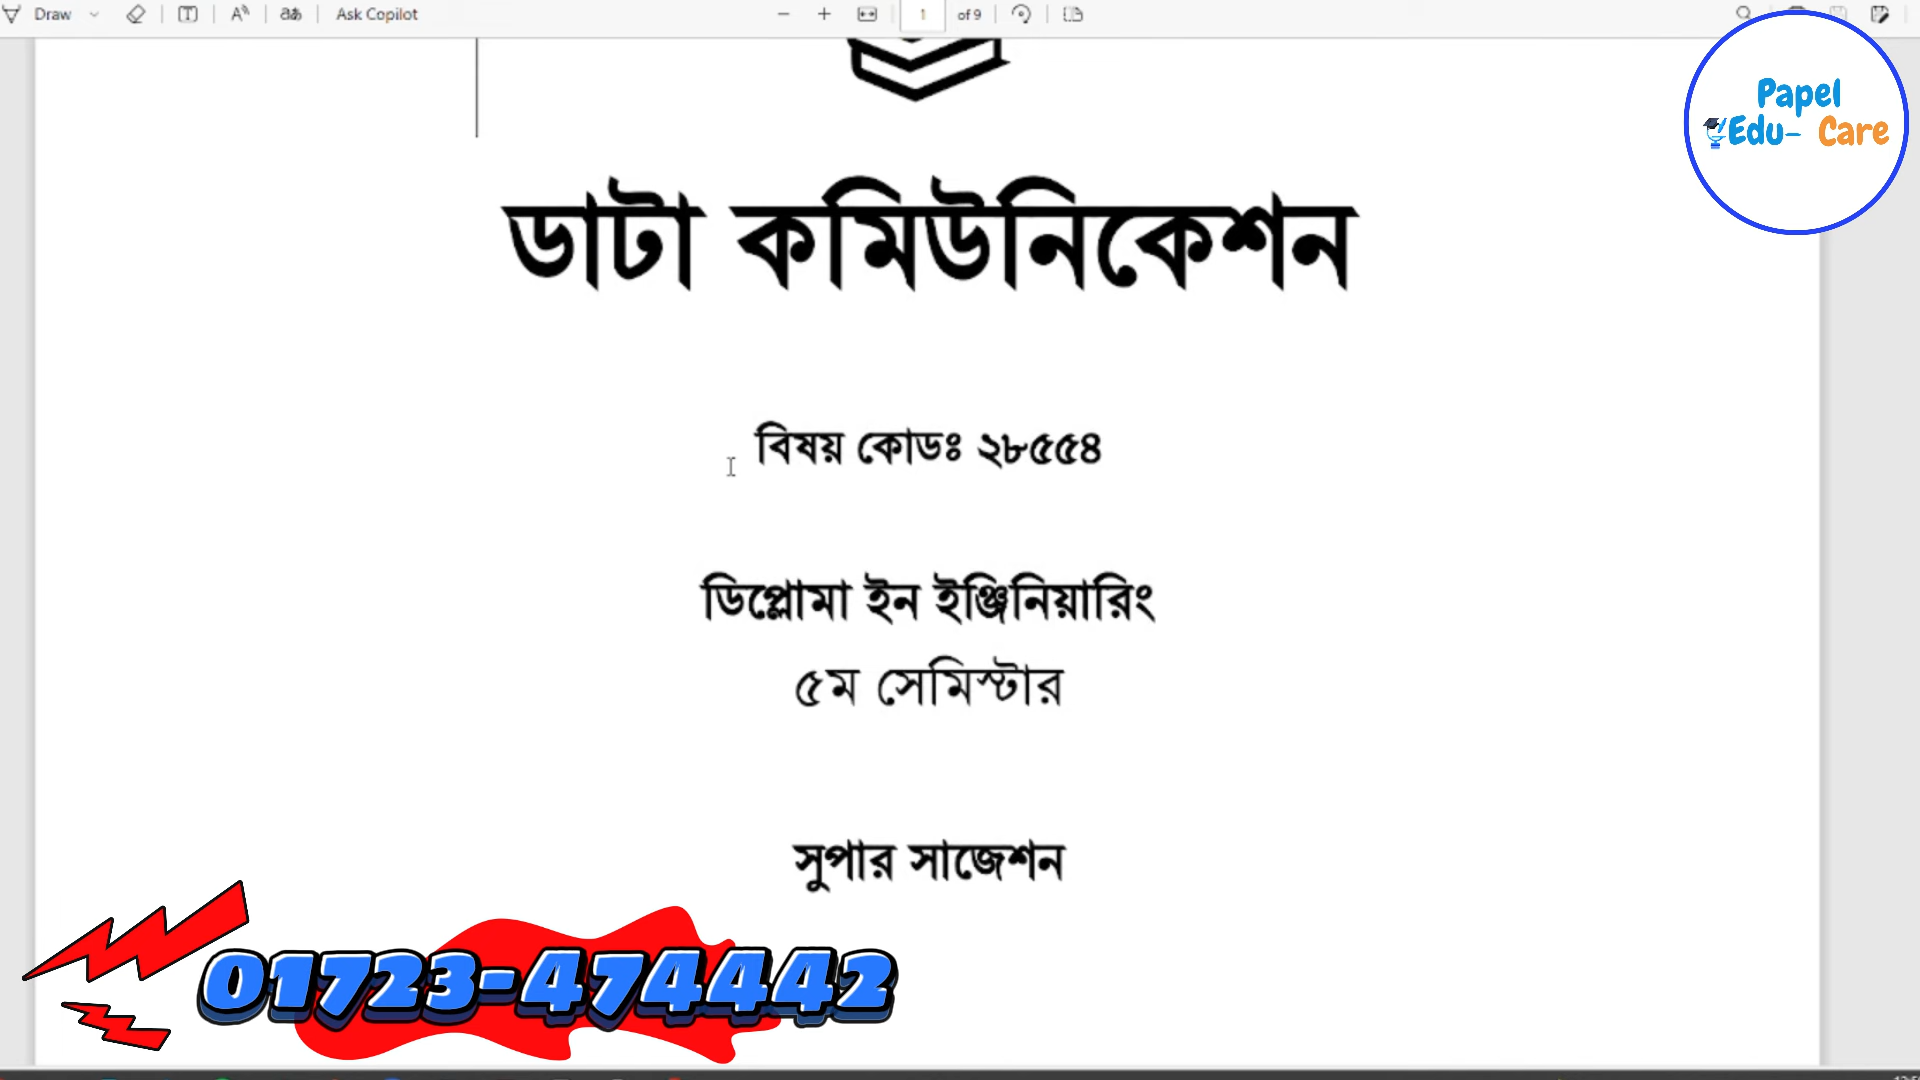 Draw
Ask Copilot
1 of 9
Papel
Edu- Care
ডাটা কমিউনিকেশন
বিষয় কোডঃ ২৮৫৫৪
ডিপ্লোমা ইন ইঞ্জিনিয়ারিং
৫ম সেমিস্টার
সুপার সাজেশন
01723-474442